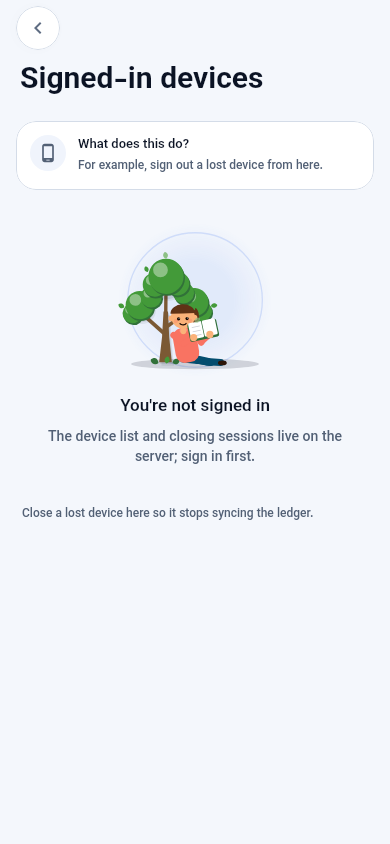 Signed-in devices
What does this do?
For example, sign out a lost device from here.
You're not signed in
The device list and closing sessions live on the
server; sign in first.
Close a lost device here so it stops syncing the ledger.